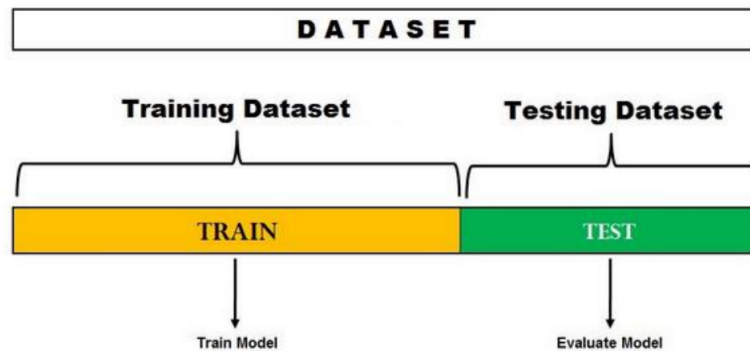 DATASET
Training Dataset
Testing Dataset
TRAIN
TEST
Train Model
Evaluate Model